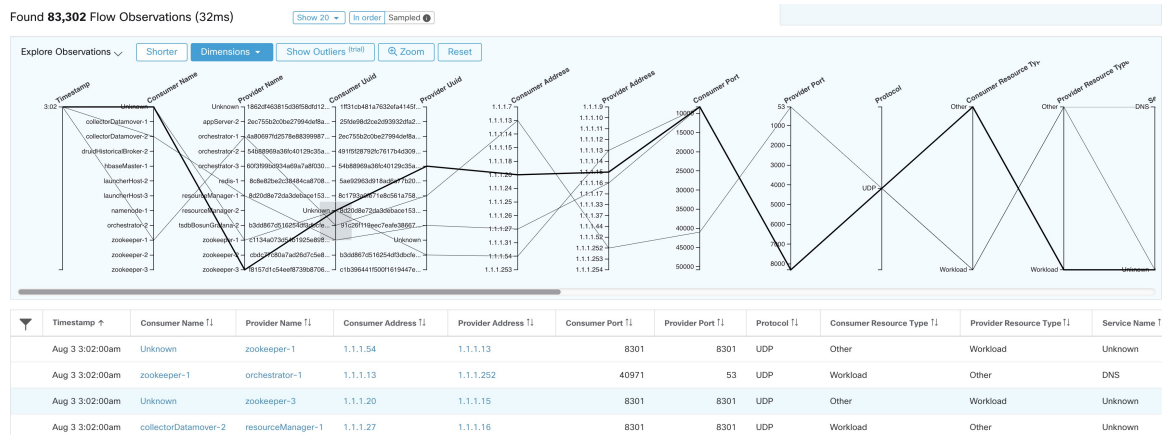 Found 83,302 Flow Observations (32ms)
Show 20
In order
Sampled
Explore Observations
Shorter
Dimensions
Show Outliers (trial)
Zoom
Reset
Timestamp
Consumer Name
Provider Name
Consumer Uuid
Provider Uuid
Consumer Address
Provider Address
Consumer Port
Provider Port
Protocol
Consumer Resource Typ
Provider Resource Type
3:02
Unknown
collectorDatamover-1
collectorDatamover-2
druidHistoricalBroker-2
hbaseMaster-1
launcherHost-2
launcherHost-3
namenode-1
orchestrator-2
zookeeper-1
zookeeper-2
zookeeper-3
Unknown
appServer-2
orchestrator-1
orchestrator-2
orchestrator-3
redis-1
resourceManager-1
resourceManager-2
tsdbBosunGrafana-2
zookeeper-1
zookeeper-2
zookeeper-3
Unknown
Unknown
1.1.1.7
1.1.1.13
1.1.1.14
1.1.1.18
1.1.1.20
1.1.1.25
1.1.1.26
1.1.1.27
1.1.1.31
1.1.1.54
1.1.1.253
1.1.1.9
1.1.1.10
1.1.1.11
1.1.1.12
1.1.1.13
1.1.1.14
1.1.1.15
1.1.1.16
1.1.1.17
1.1.1.31
1.1.1.37
1.1.1.44
1.1.1.52
1.1.1.252
1.1.1.253
1.1.1.254
10000
15000
20000
25000
30000
35000
40000
45000
50000
53
1000
2000
3000
4000
5000
6000
7000
8000
UDP
Other
Workload
Other
Workload
DNS
Unknown
Timestamp ↑
Consumer Name ↑↓
Provider Name ↑↓
Consumer Address ↑↓
Provider Address ↑↓
Consumer Port ↑↓
Provider Port ↑↓
Protocol ↑↓
Consumer Resource Type ↑↓
Provider Resource Type ↑↓
Service Name
Aug 3 3:02:00am Unknown zookeeper-1 1.1.1.54 1.1.1.13 8301 8301 UDP Other Workload Unknown
Aug 3 3:02:00am zookeeper-1 orchestrator-1 1.1.1.13 1.1.1.252 40971 53 UDP Workload Other DNS
Aug 3 3:02:00am Unknown zookeeper-3 1.1.1.20 1.1.1.15 8301 8301 UDP Other Workload Unknown
Aug 3 3:02:00am collectorDatamover-2 resourceManager-1 1.1.1.27 1.1.1.16 8301 8301 UDP Workload Other Unknown